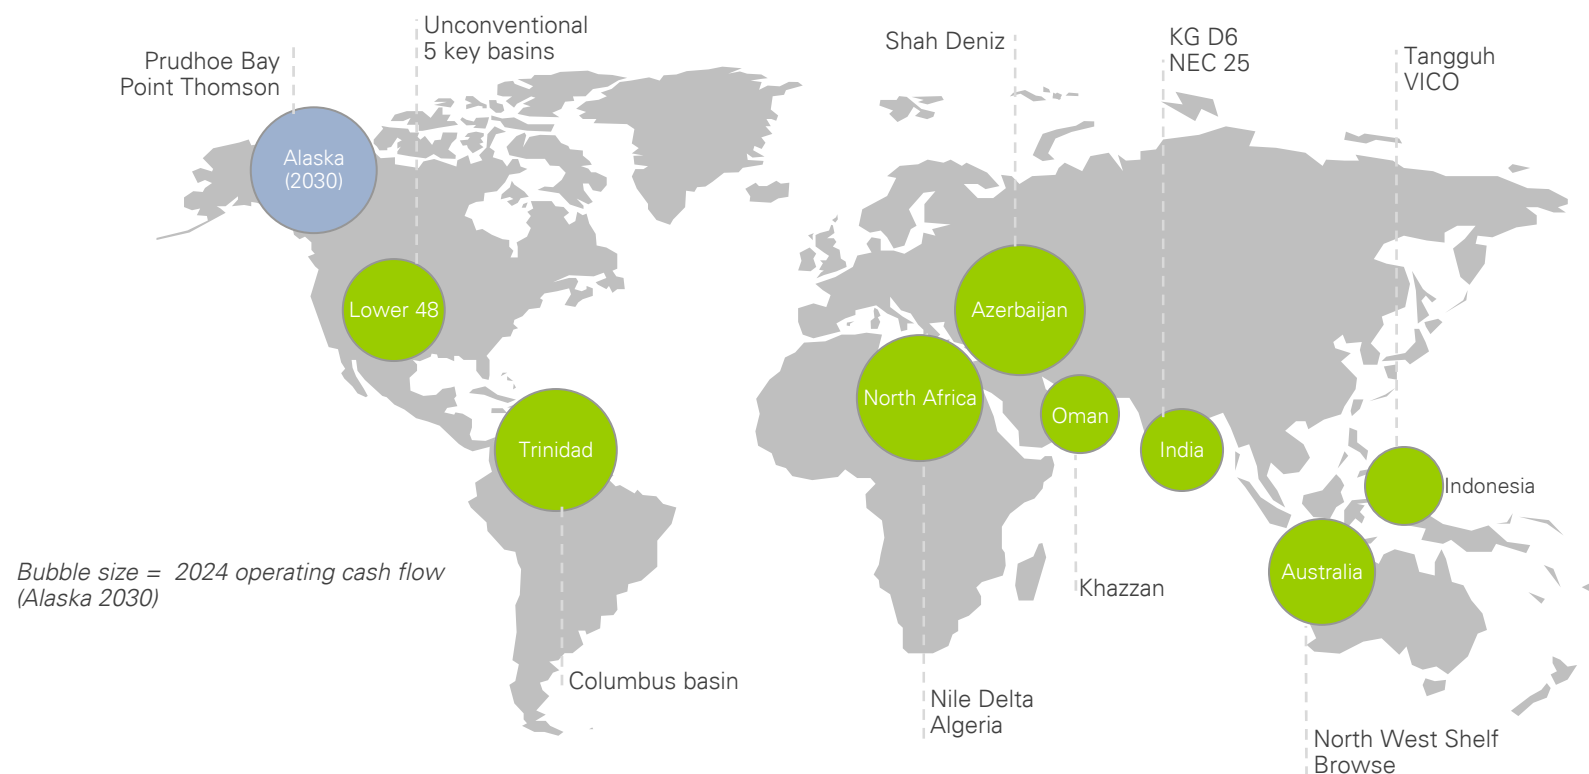 Unconventional
5 key basins
Prudhoe Bay
Point Thomson
Shah Deniz
KG D6
NEC 25
Tangguh
VICO
Alaska
(2030)
Lower 48
Azerbaijan
North Africa
Oman
Trinidad
India
Indonesia
Australia
Bubble size =  2024 operating cash flow
(Alaska 2030)
Khazzan
Columbus basin
Nile Delta
Algeria
North West Shelf
Browse